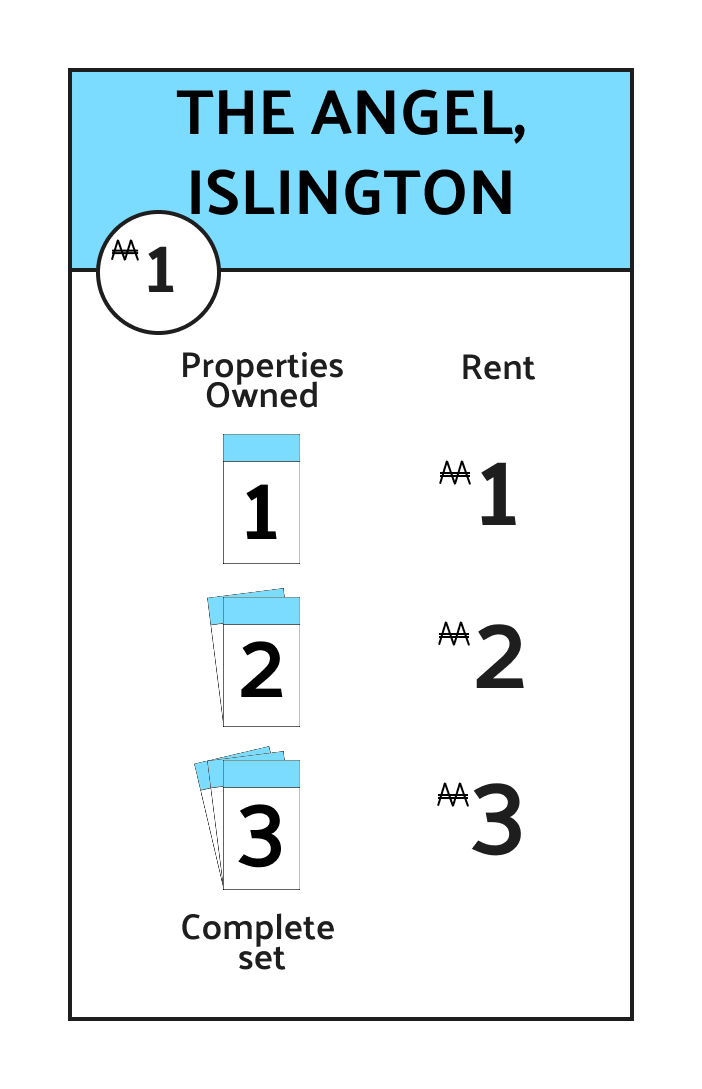 THE ANGEL,
ISLINGTON
₳1
Properties
Owned
Rent
1
₳1
2
₳2
3
₳3
Complete
set